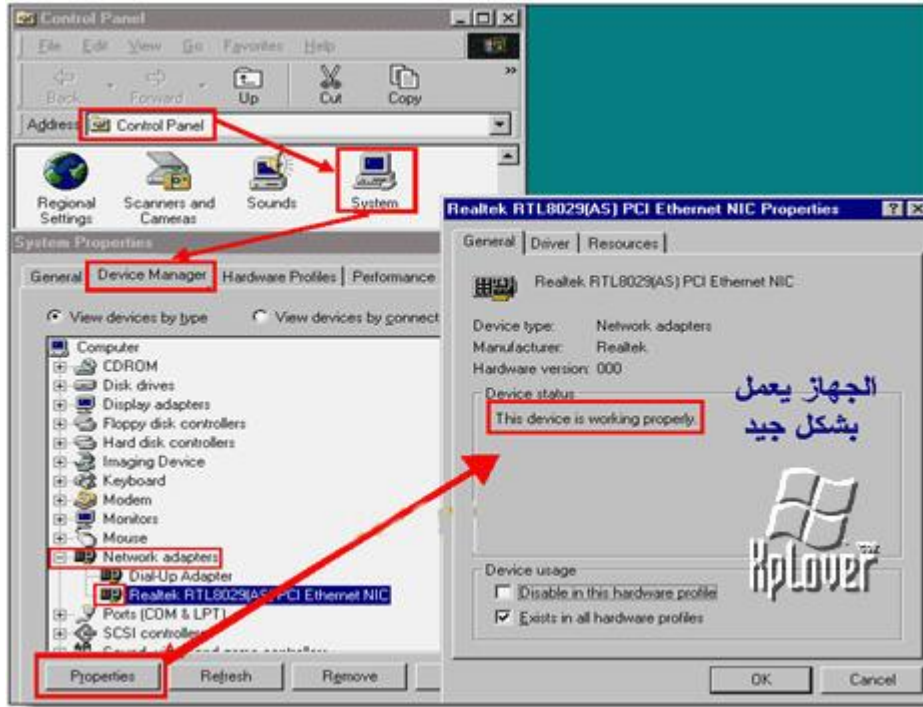 Control Panel
File Edit View Go Favorites Help
Back Forward Up Cut Copy
Address Control Panel
Regional Settings
Scanners and Cameras
Sounds
System
System Properties
General Device Manager Hardware Profiles Performance
View devices by type View devices by connect
Computer
CDROM
Disk drives
Display adapters
Floppy disk controllers
Hard disk controllers
Imaging Device
Keyboard
Modem
Monitors
Mouse
Network adapters
Dial-Up Adapter
Realtek RTL8029(AS) PCI Ethernet NIC
Ports (COM & LPT)
SCSI controllers
Sound, video and game controllers
Properties Refresh Remove
Realtek RTL8029(AS) PCI Ethernet NIC Properties
General Driver Resources
Realtek RTL8029(AS) PCI Ethernet NIC
Device type: Network adapters
Manufacturer: Realtek
Hardware version: 000
Device status
This device is working properly.
الجهاز يعمل
بشكل جيد
XpLover
Device usage
Disable in this hardware profile
Exists in all hardware profiles
OK Cancel